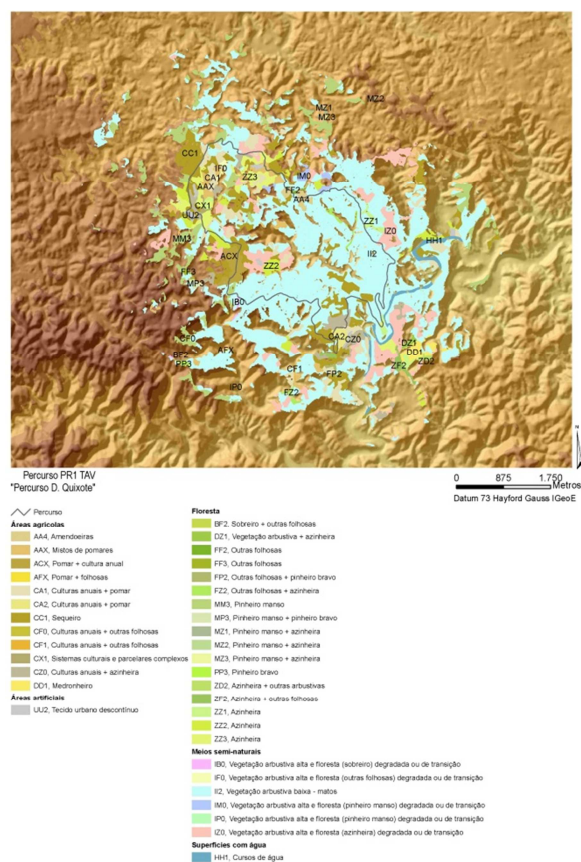 MZ1
MZ2
MZ3
CC1
IF0
CA1
ZZ3
IM0
AAX
FF2
AA4
CX1
UU2
ZZ1
IZ0
MM3
HH1
ACX
II2
ZZ2
FF3
MP3
IB0
CF0
CA2
CZ0
DZ1
BF2
AFX
DD1
PP3
ZD2
ZF2
CF1
FP2
IP0
FZ2
Percurso PR1 TAV
"Percurso D. Quixote"
0 875 1.750
Metros
Datum 73 Hayford Gauss IGeoE
Percurso
Áreas agrícolas
AA4, Amendoeiras
AAX, Mistos de pomares
ACX, Pomar + cultura anual
AFX, Pomar + folhosas
CA1, Culturas anuais + pomar
CA2, Culturas anuais + pomar
CC1, Sequeiro
CF0, Culturas anuais + outras folhosas
CF1, Culturas anuais + outras folhosas
CX1, Sistemas culturais e parcelares complexos
CZ0, Culturas anuais + azinheira
DD1, Medronheiro
Áreas artificiais
UU2, Tecido urbano descontínuo
Floresta
BF2, Sobreiro + outras folhosas
DZ1, Vegetação arbustiva + azinheira
FF2, Outras folhosas
FF3, Outras folhosas
FP2, Outras folhosas + pinheiro bravo
FZ2, Outras folhosas + azinheira
MM3, Pinheiro manso
MP3, Pinheiro manso + pinheiro bravo
MZ1, Pinheiro manso + azinheira
MZ2, Pinheiro manso + azinheira
MZ3, Pinheiro manso + azinheira
PP3, Pinheiro bravo
ZD2, Azinheira + outras arbustivas
ZF2, Azinheira + outras folhosas
ZZ1, Azinheira
ZZ2, Azinheira
ZZ3, Azinheira
Meios semi-naturais
IB0, Vegetação arbustiva alta e floresta (sobreiro) degradada ou de transição
IF0, Vegetação arbustiva alta e floresta (outras folhosas) degradada ou de transição
II2, Vegetação arbustiva baixa - matos
IM0, Vegetação arbustiva alta e floresta (pinheiro manso) degradada ou de transição
IP0, Vegetação arbustiva alta e floresta (pinheiro manso) degradada ou de transição
IZ0, Vegetação arbustiva alta e floresta (azinheira) degradada ou de transição
Superfícies com água
HH1, Cursos de água